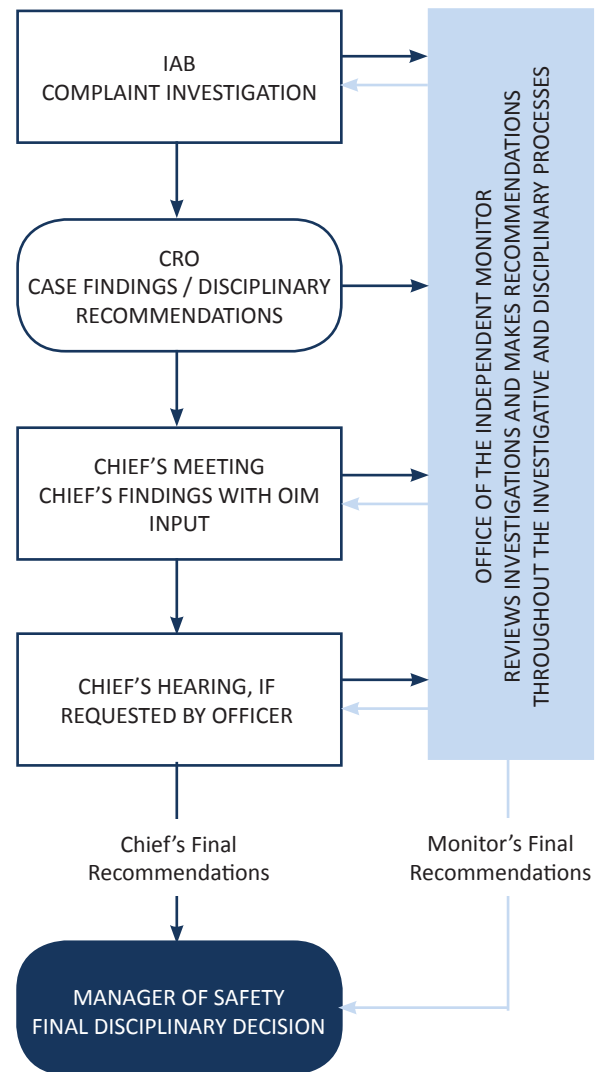 IAB
COMPLAINT INVESTIGATION
CRO
CASE FINDINGS / DISCIPLINARY
RECOMMENDATIONS
CHIEF’S MEETING
CHIEF’S FINDINGS WITH OIM
INPUT
CHIEF’S HEARING, IF
REQUESTED BY OFFICER
OFFICE OF THE INDEPENDENT MONITOR
REVIEWS INVESTIGATIONS AND MAKES RECOMMENDATIONS
THROUGHOUT THE INVESTIGATIVE AND DISCIPLINARY PROCESSES
Chief’s Final
Recommendations
Monitor’s Final
Recommendations
MANAGER OF SAFETY
FINAL DISCIPLINARY DECISION